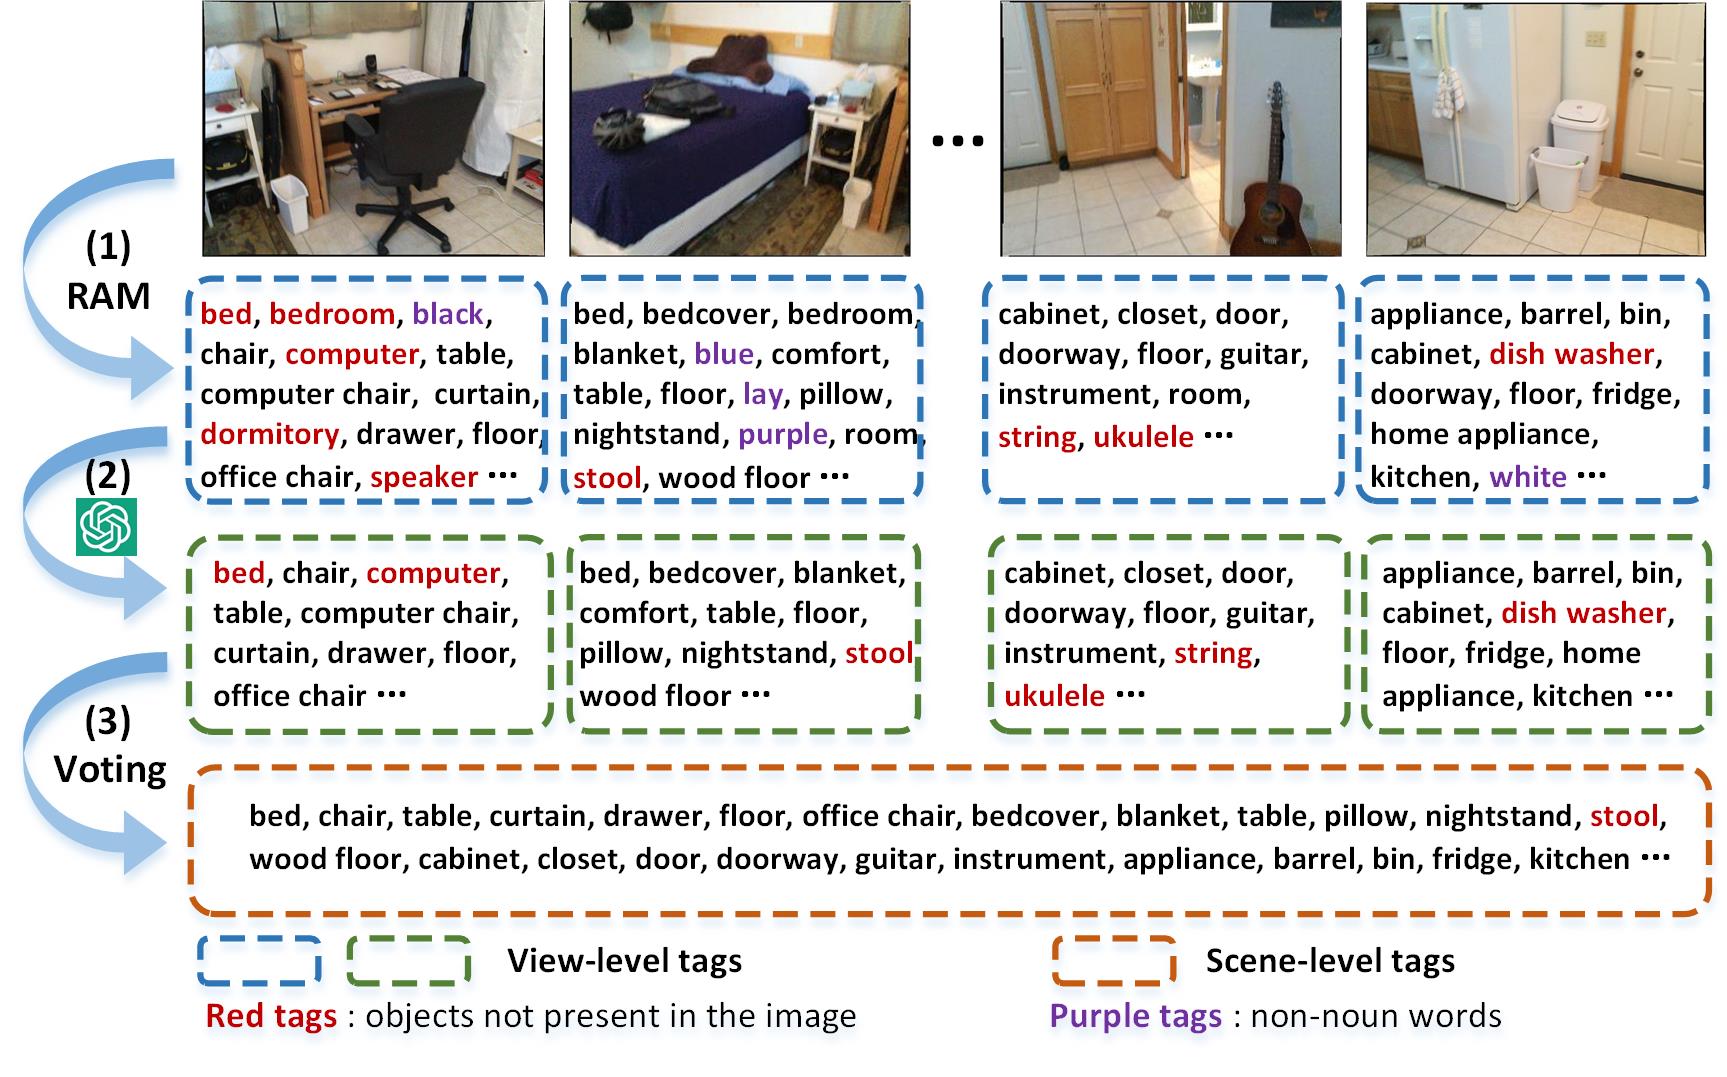 ...
(1)
RAM
bed, bedroom, black,
chair, computer, table,
computer chair, curtain,
dormitory, drawer, floor,
office chair, speaker ...
bed, bedcover, bedroom,
blanket, blue, comfort,
table, floor, lay, pillow,
nightstand, purple, room,
stool, wood floor ...
cabinet, closet, door,
doorway, floor, guitar,
instrument, room,
string, ukulele ...
appliance, barrel, bin,
cabinet, dish washer,
doorway, floor, fridge,
home appliance,
kitchen, white ...
(2)
bed, chair, computer,
table, computer chair,
curtain, drawer, floor,
office chair ...
bed, bedcover, blanket,
comfort, table, floor,
pillow, nightstand, stool
wood floor ...
cabinet, closet, door,
doorway, floor, guitar,
instrument, string,
ukulele ...
appliance, barrel, bin,
cabinet, dish washer,
floor, fridge, home
appliance, kitchen ...
(3)
Voting
bed, chair, table, curtain, drawer, floor, office chair, bedcover, blanket, table, pillow, nightstand, stool,
wood floor, cabinet, closet, door, doorway, guitar, instrument, appliance, barrel, bin, fridge, kitchen ...
View-level tags
Scene-level tags
Red tags : objects not present in the image
Purple tags : non-noun words